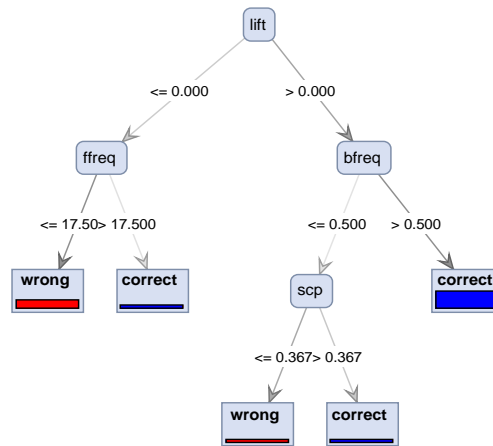 lift
<= 0.000 > 0.000
ffreq bfreq
<= 17.50> 17.500 <= 0.500 > 0.500
wrong correct scp correct
<= 0.367> 0.367
wrong correct